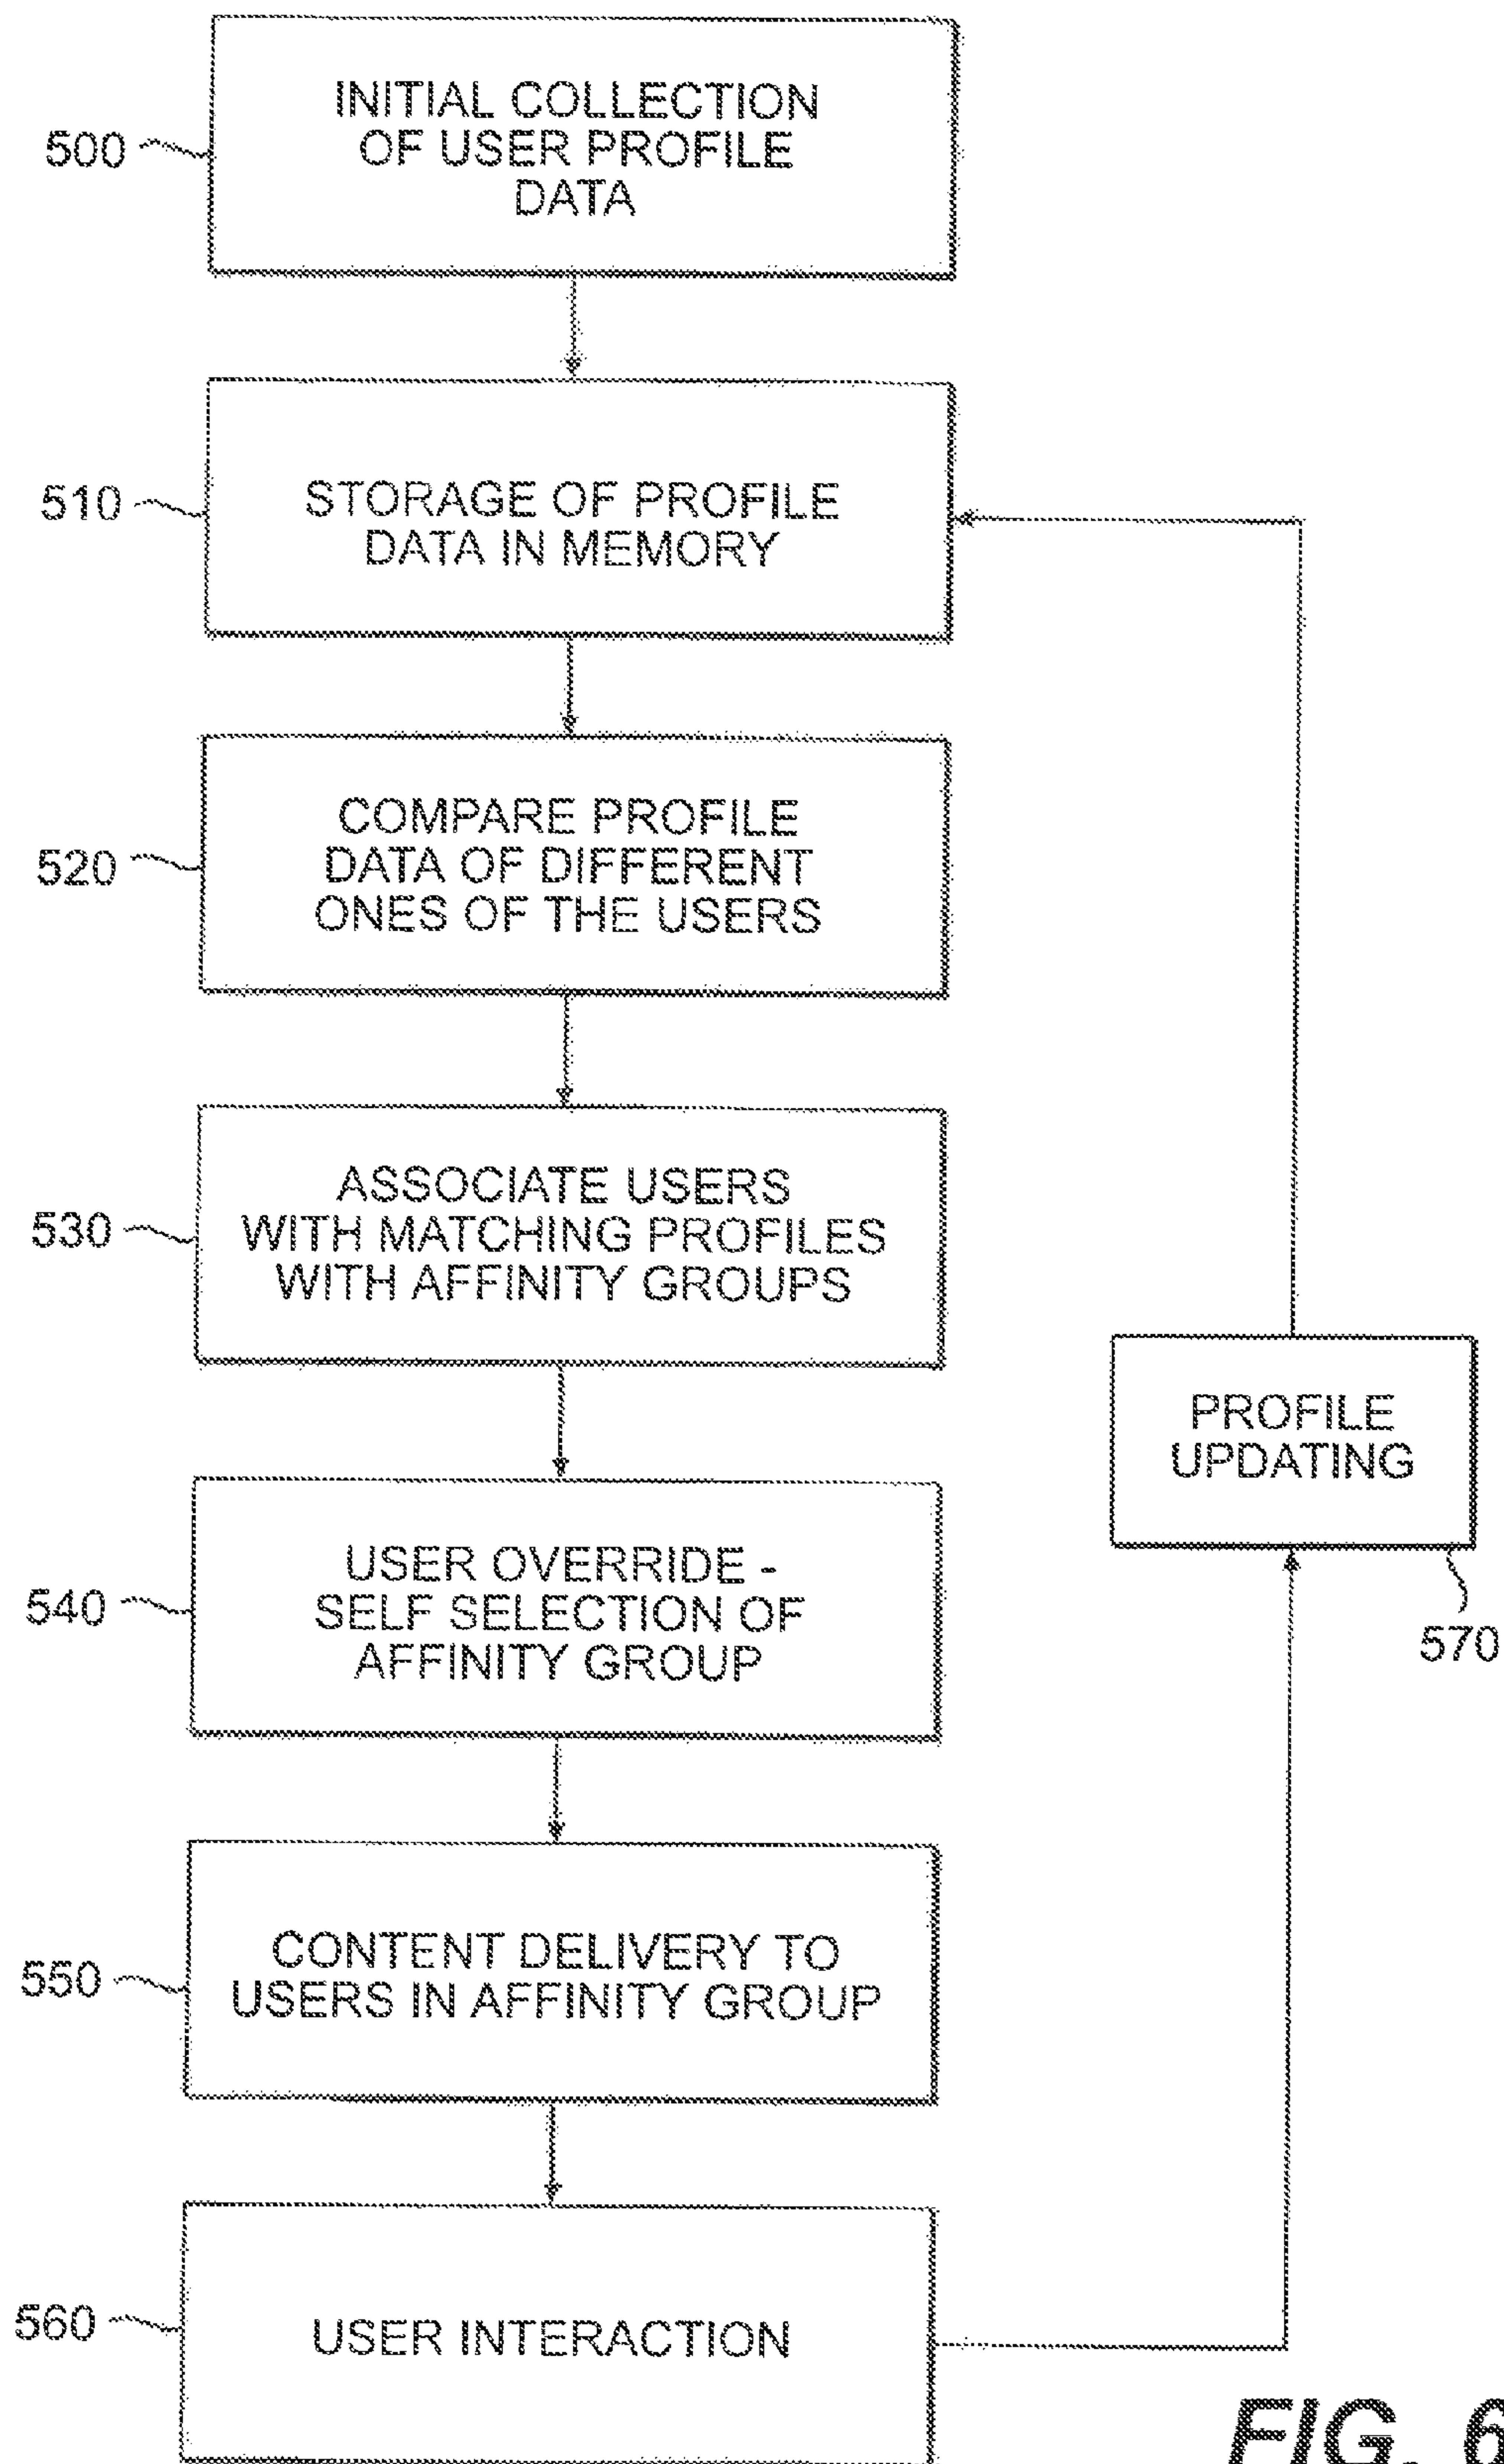 500
INITIAL COLLECTION
OF USER PROFILE
DATA
510
STORAGE OF PROFILE
DATA IN MEMORY
520
COMPARE PROFILE
DATA OF DIFFERENT
ONES OF THE USERS
530
ASSOCIATE USERS
WITH MATCHING PROFILES
WITH AFFINITY GROUPS
PROFILE
UPDATING
570
540
USER OVERRIDE -
SELF SELECTION OF
AFFINITY GROUP
550
CONTENT DELIVERY TO
USERS IN AFFINITY GROUP
560
USER INTERACTION
FIG. 6